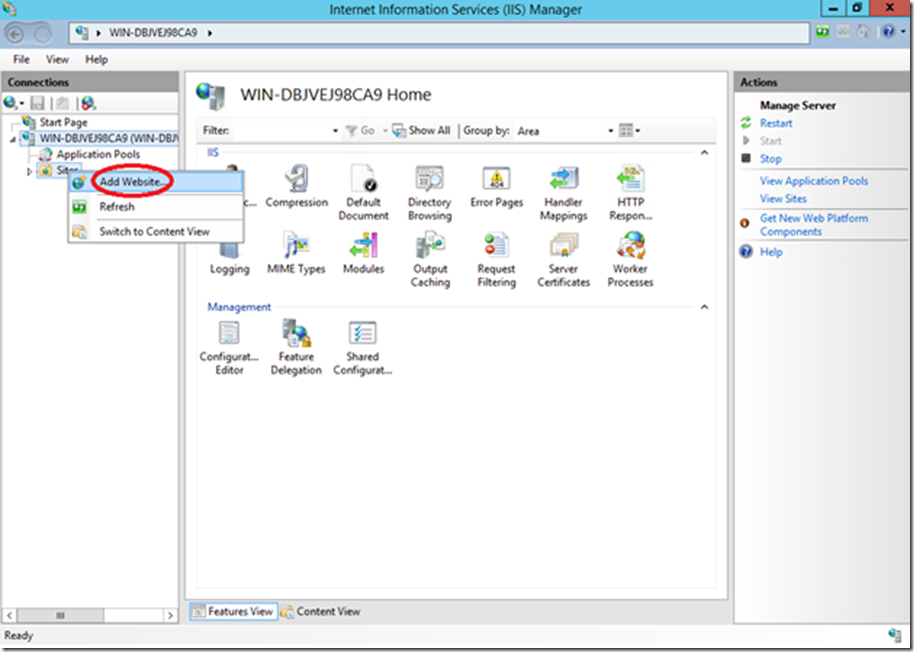 Internet Information Services (IIS) Manager
WIN-DBJVEJ98CA9
File View Help
Connections
Start Page
WIN-DBJVEJ98CA9 (WIN-DBJV
Application Pools
Sites
Add Website...
Refresh
Switch to Content View
WIN-DBJVEJ98CA9 Home
Filter: Go Show All Group by: Area
IIS
Compression
Default Document
Directory Browsing
Error Pages
Handler Mappings
HTTP Respon...
Logging
MIME Types
Modules
Output Caching
Request Filtering
Server Certificates
Worker Processes
Management
Configurat... Editor
Feature Delegation
Shared Configurat...
Features View Content View
Actions
Manage Server
Restart
Start
Stop
View Application Pools
View Sites
Get New Web Platform
Components
Help
Ready